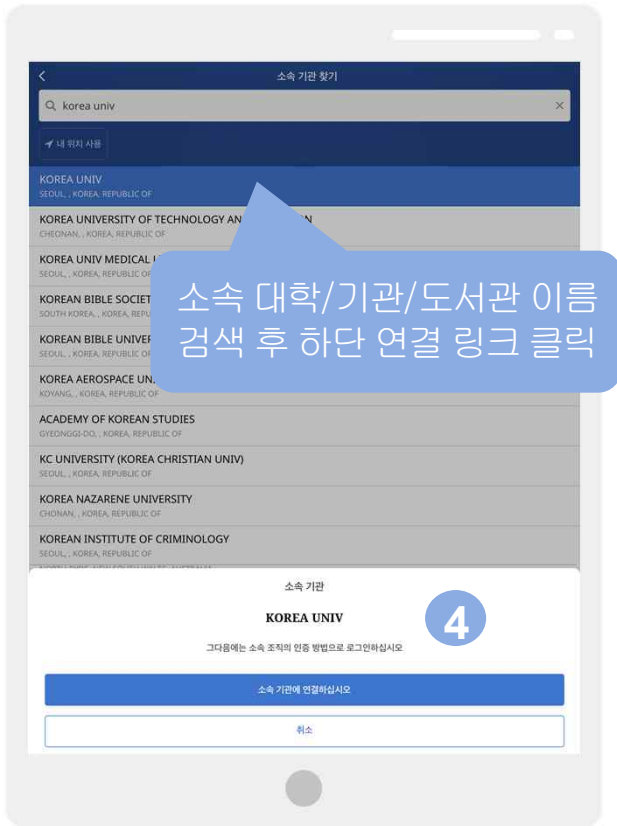 소속 기관 찾기
korea univ
내 위치 사용
KOREA UNIV
SEOUL, , KOREA, REPUBLIC OF
KOREA UNIVERSITY OF TECHNOLOGY AN
CHEONAN, , KOREA, REPUBLIC OF
KOREA UNIV MEDICAL
SEOUL, , KOREA, REPUBLIC OF
KOREAN BIBLE SOCIET
SOUTH KOREA, , KOREA, REPU
KOREAN BIBLE UNIVER
SEOUL, , KOREA, REPUBLIC OF
KOREA AEROSPACE UN
KOYANG, , KOREA, REPUBLIC OF
소속 대학/기관/도서관 이름
검색 후 하단 연결 링크 클릭
ACADEMY OF KOREAN STUDIES
GYEONGGI-DO, , KOREA, REPUBLIC OF
KC UNIVERSITY (KOREA CHRISTIAN UNIV)
SEOUL, , KOREA, REPUBLIC OF
KOREA NAZARENE UNIVERSITY
CHONAN, , KOREA, REPUBLIC OF
KOREAN INSTITUTE OF CRIMINOLOGY
SEOUL, , KOREA, REPUBLIC OF
소속 기관
KOREA UNIV
4
그다음에는 소속 조직의 인증 방법으로 로그인하십시오
소속 기관에 연결하십시오
취소